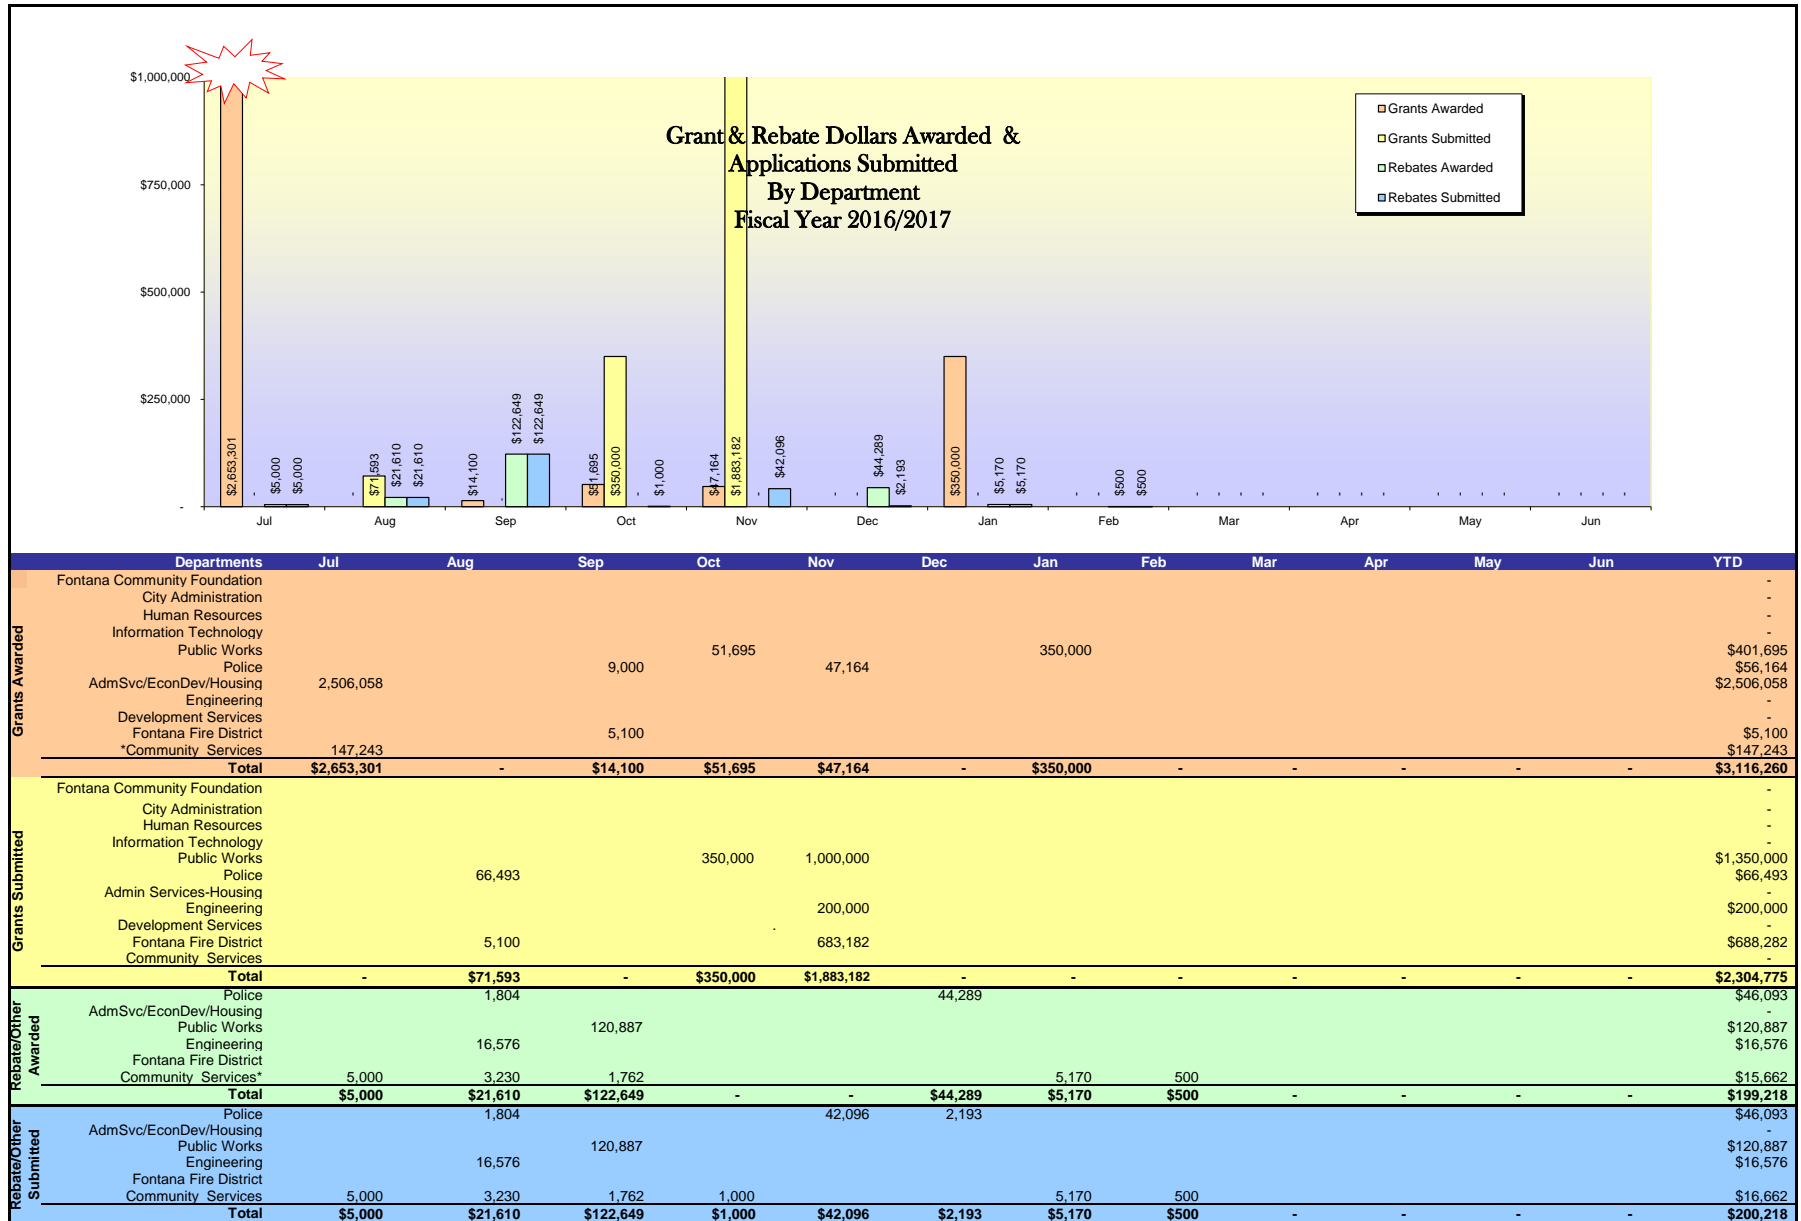 $1,000,000
$750,000
$500,000
$250,000
-
Grant & Rebate Dollars Awarded &
Applications Submitted
By Department
Fiscal Year 2016/2017
Grants Awarded
Grants Submitted
Rebates Awarded
Rebates Submitted
$2,653,301 $5,000 $5,000 $71,593 $21,610 $21,610 $14,100 $122,649 $122,649 $51,695 $350,000 $1,000 $47,164 $1,883,182 $42,096 $44,289 $2,193 $350,000 $5,170 $5,170 $500 $500
Jul Aug Sep Oct Nov Dec Jan Feb Mar Apr May Jun
Departments Jul Aug Sep Oct Nov Dec Jan Feb Mar Apr May Jun YTD
Grants Awarded
Fontana Community Foundation -
City Administration -
Human Resources -
Information Technology -
Public Works 51,695 350,000 $401,695
Police 9,000 47,164 $56,164
AdmSvc/EconDev/Housing 2,506,058 $2,506,058
Engineering -
Development Services -
Fontana Fire District 5,100 $5,100
*Community Services 147,243 $147,243
Total $2,653,301 - $14,100 $51,695 $47,164 - $350,000 - - - - - $3,116,260
Grants Submitted
Fontana Community Foundation -
City Administration -
Human Resources -
Information Technology -
Public Works 350,000 1,000,000 $1,350,000
Police 66,493 $66,493
Admin Services-Housing -
Engineering 200,000 $200,000
Development Services . -
Fontana Fire District 5,100 683,182 $688,282
Community Services -
Total - $71,593 - $350,000 $1,883,182 - - - - - - - $2,304,775
Rebate/Other
Awarded
Police 1,804 44,289 $46,093
AdmSvc/EconDev/Housing -
Public Works 120,887 $120,887
Engineering 16,576 $16,576
Fontana Fire District
Community Services* 5,000 3,230 1,762 5,170 500 $15,662
Total $5,000 $21,610 $122,649 - - $44,289 $5,170 $500 - - - - $199,218
Rebate/Other
Submitted
Police 1,804 42,096 2,193 $46,093
AdmSvc/EconDev/Housing -
Public Works 120,887 $120,887
Engineering 16,576 $16,576
Fontana Fire District
Community Services 5,000 3,230 1,762 1,000 5,170 500 $16,662
Total $5,000 $21,610 $122,649 $1,000 $42,096 $2,193 $5,170 $500 - - - - $200,218